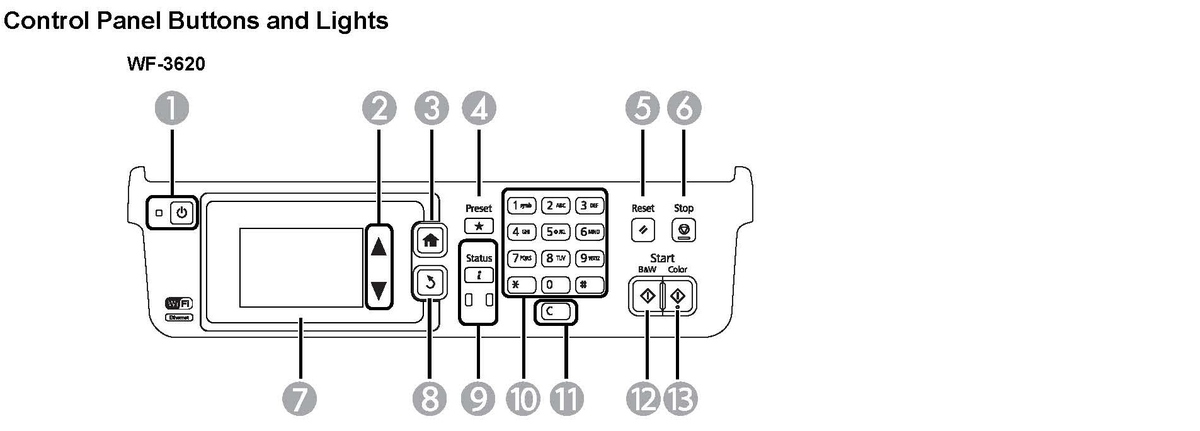 Control Panel Buttons and Lights
WF-3620
1 2 3 4 5 6
Preset Reset Stop
1 symb 2 ABC 3 DEF
4 GHI 5 JKL 6 MNO
Status
i
7 PQRS 8 TUV 9 WXYZ
Start
B&W Color
* 0 #
WiFi
Ethernet
C
7 8 9 10 11 12 13